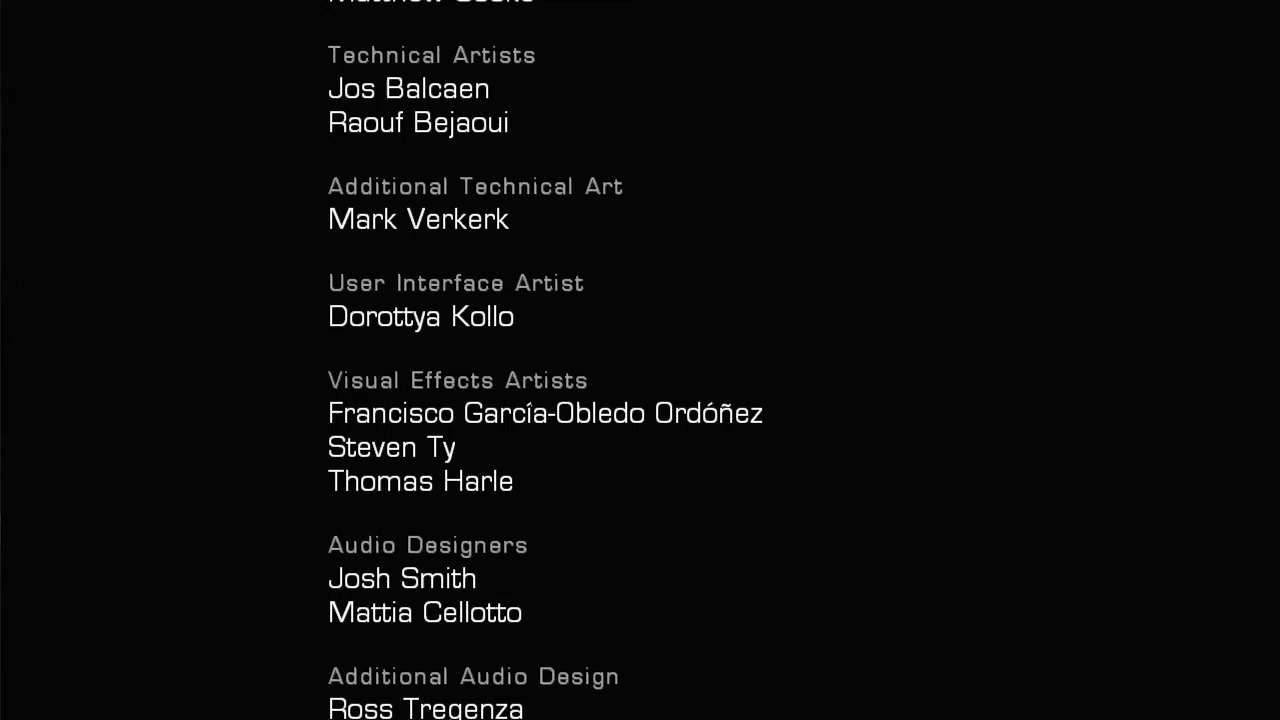 Technical Artists
Jos Balcaen
Raouf Bejaoui
Additional Technical Art
Mark Verkerk
User Interface Artist
Dorottya Kollo
Visual Effects Artists
Francisco García-Obledo Ordóñez
Steven Ty
Thomas Harle
Audio Designers
Josh Smith
Mattia Cellotto
Additional Audio Design
Ross Tregenza